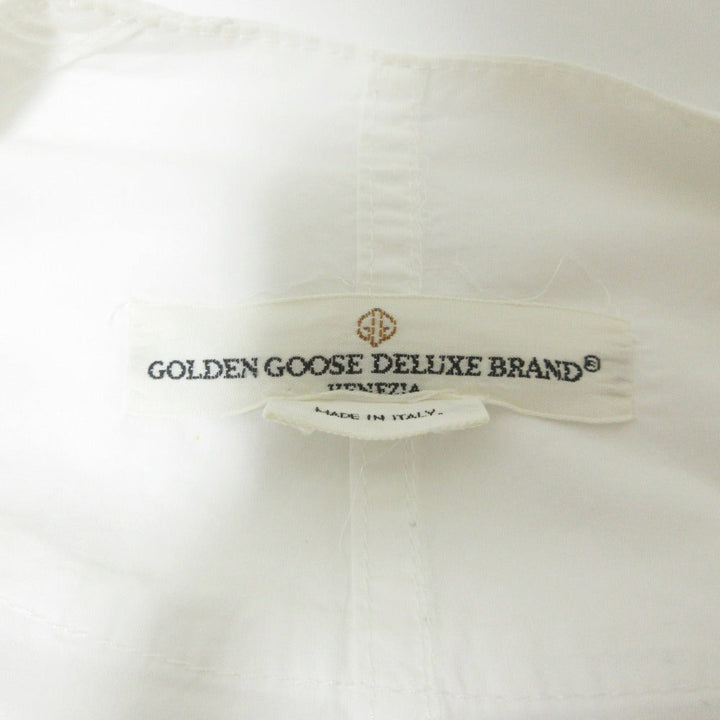 GOLDEN GOOSE DELUXE BRAND®
VENEZIA
MADE IN ITALY.